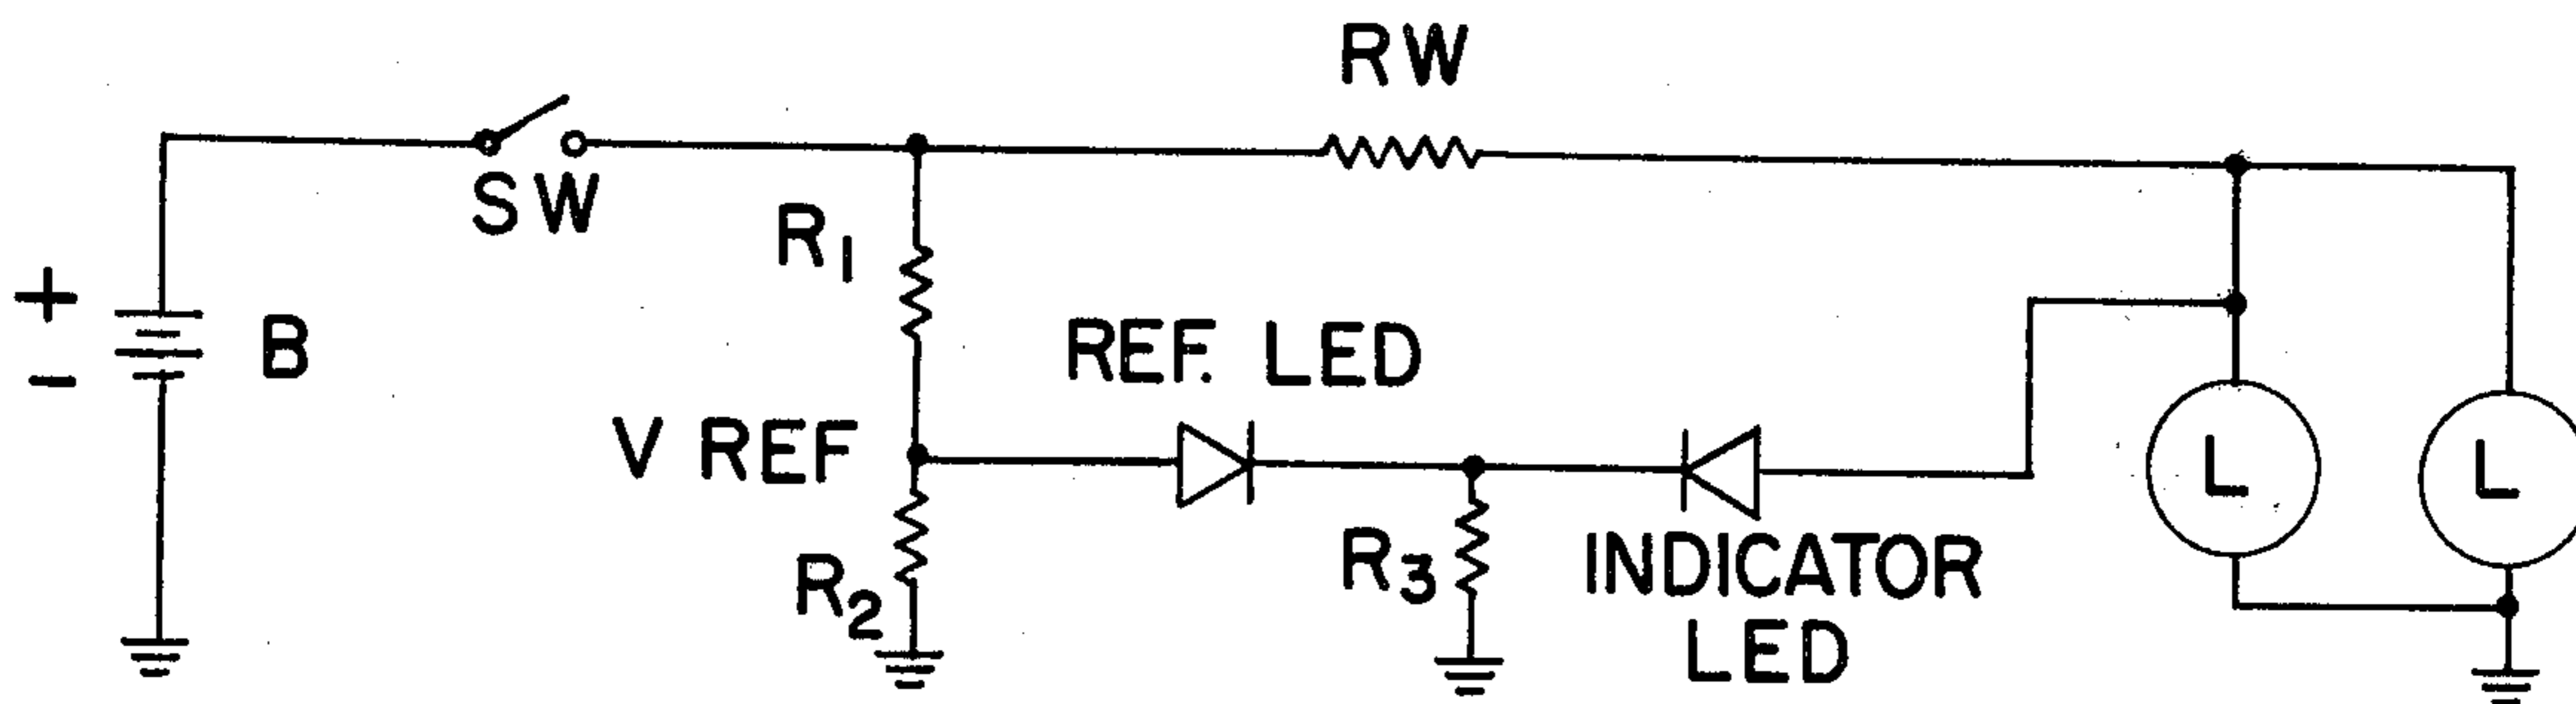 RW
SW
R1
+
-
B
REF. LED
V REF
L
L
R2
R3
INDICATOR
LED